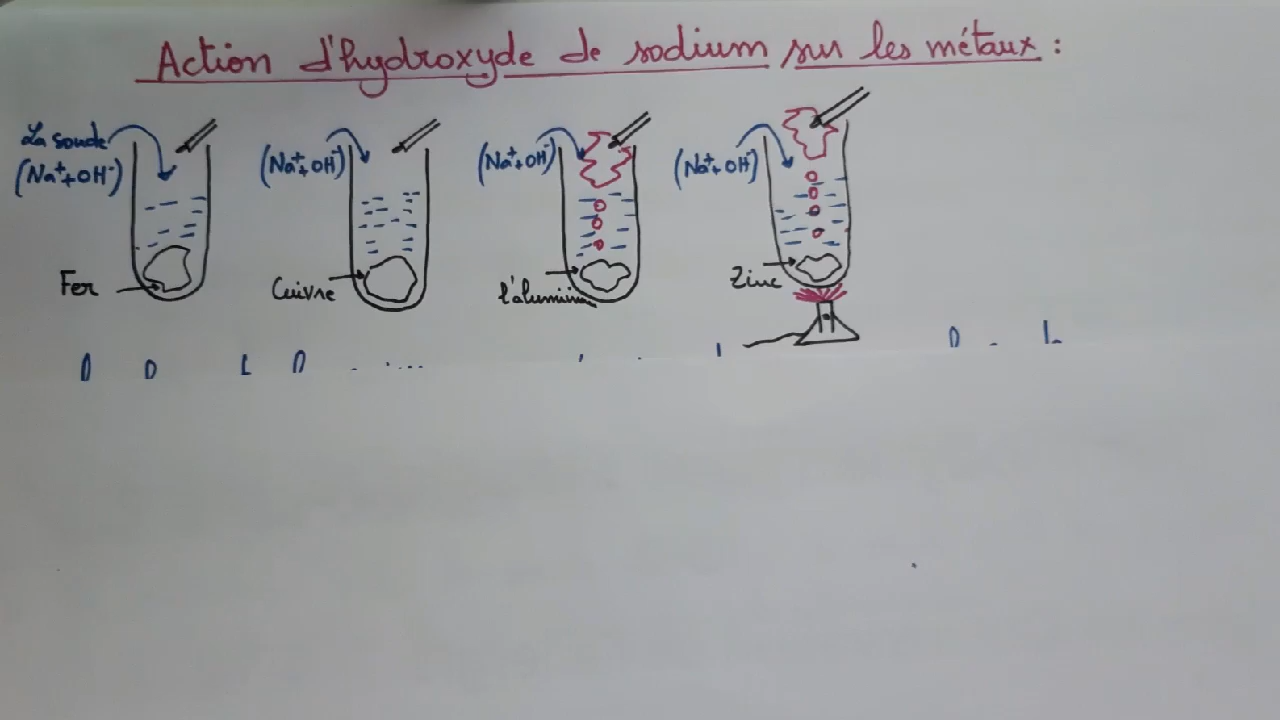 Action d'hydroxyde de sodium sur les métaux :
La soude
(Na⁺+OH⁻)
(Na⁺+OH⁻)
(Na⁺+OH⁻)
(Na⁺+OH⁻)
Fer
Cuivre
l'aluminium
Zinc